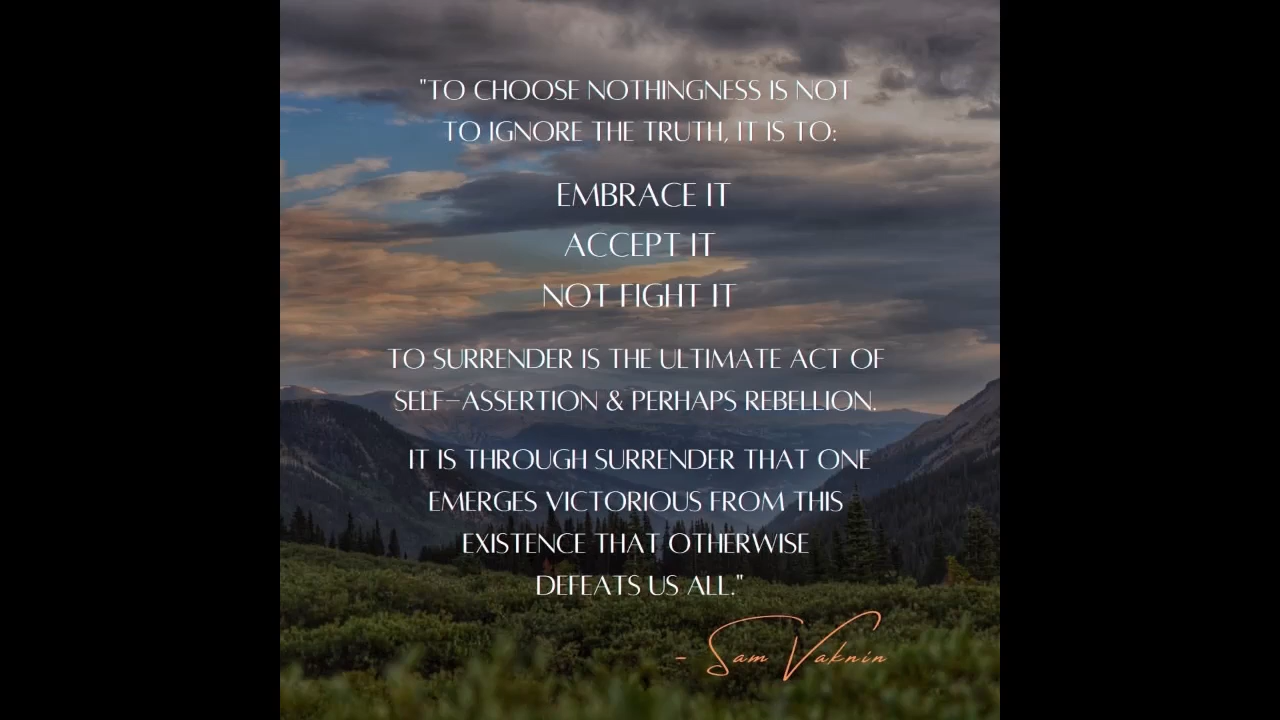 "TO CHOOSE NOTHINGNESS IS NOT
TO IGNORE THE TRUTH, IT IS TO:
EMBRACE IT
ACCEPT IT
NOT FIGHT IT
TO SURRENDER IS THE ULTIMATE ACT OF
SELF-ASSERTION & PERHAPS REBELLION.
IT IS THROUGH SURRENDER THAT ONE
EMERGES VICTORIOUS FROM THIS
EXISTENCE THAT OTHERWISE
DEFEATS US ALL."
- Sam Vaknin